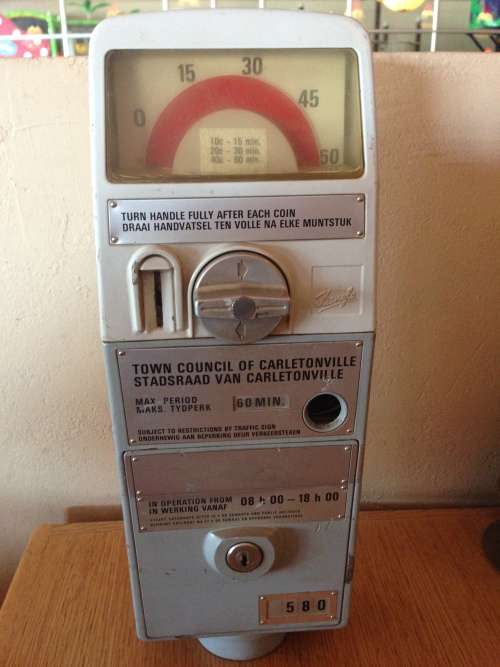 0 15 30 45 60
10c - 15 min.
20c - 30 min.
40c - 60 min.
TURN HANDLE FULLY AFTER EACH COIN
DRAAI HANDVATSEL TEN VOLLE NA ELKE MUNTSTUK
TOWN COUNCIL OF CARLETONVILLE
STADSRAAD VAN CARLETONVILLE
MAX PERIOD
MAKS. TYDPERK
60 MIN.
SUBJECT TO RESTRICTIONS BY TRAFFIC SIGN
ONDERHEWIG AAN BEPERKING DEUR VERKEERSTEKEN
IN OPERATION FROM
IN WERKING VANAF
08 h 00 - 18 h 00
580